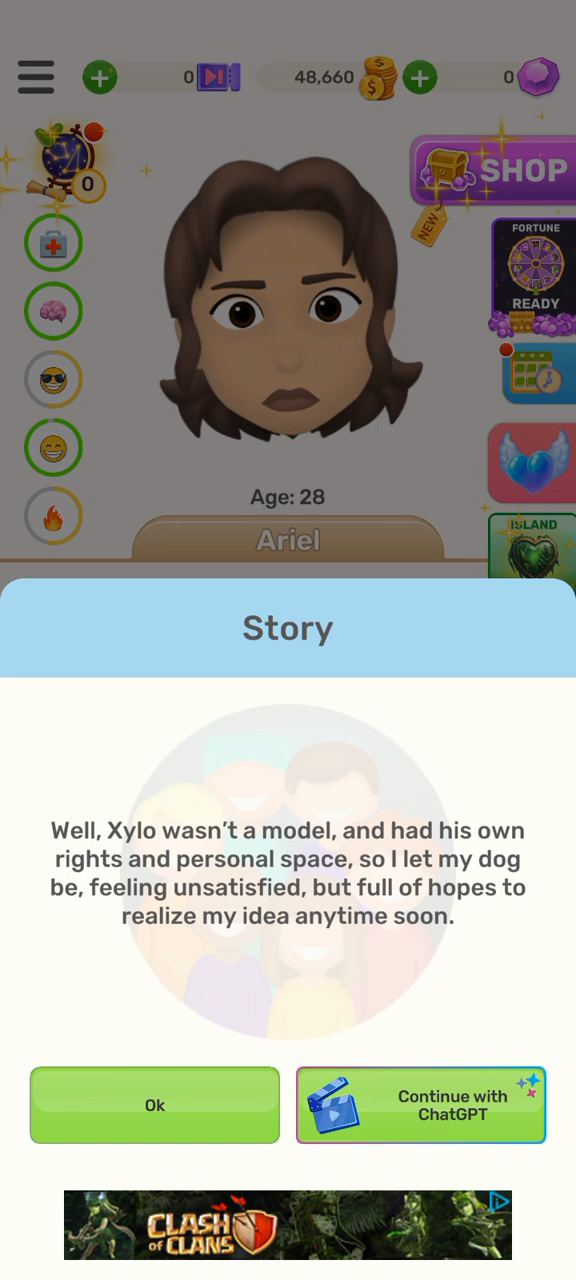 0
48,660
0
0
SHOP
NEW
FORTUNE
READY
ISLAND
Age: 28
Ariel
Story
Well, Xylo wasn’t a model, and had his own
rights and personal space, so I let my dog
be, feeling unsatisfied, but full of hopes to
realize my idea anytime soon.
Ok
Continue with
ChatGPT
CLASH
OF CLANS